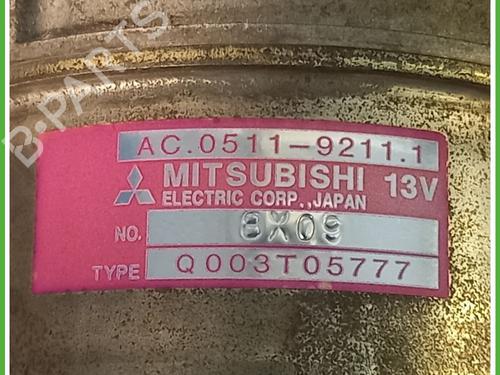 B-PARTS
AC.0511-9211.1
MITSUBISHI 13V
ELECTRIC CORP.,JAPAN
NO. 8X09
TYPE Q003T05777